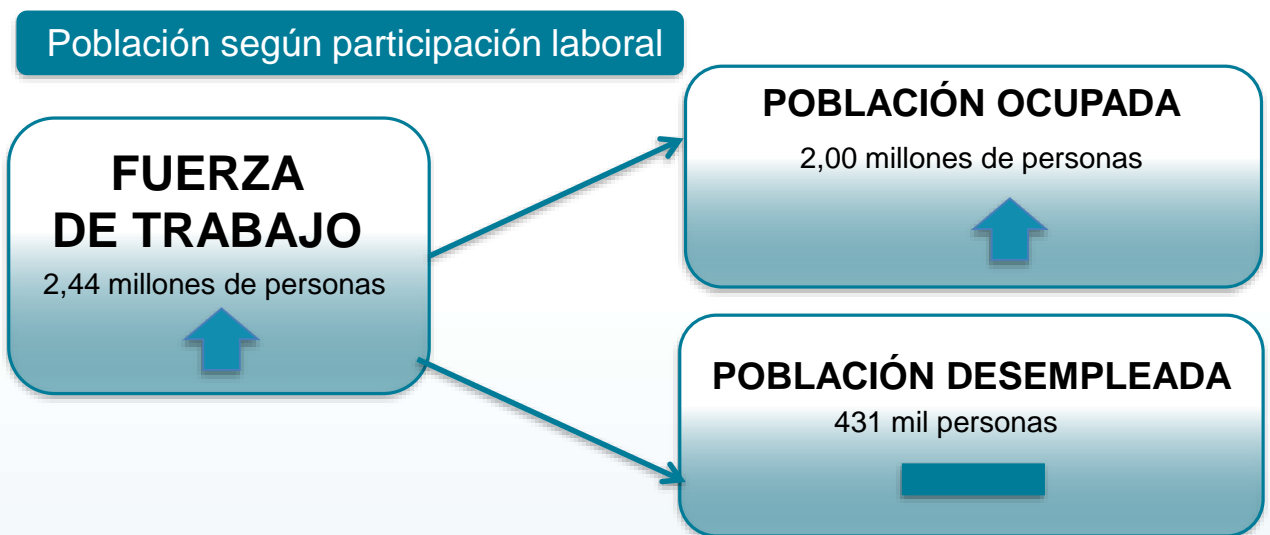 Población según participación laboral
FUERZA
DE TRABAJO
2,44 millones de personas
POBLACIÓN OCUPADA
2,00 millones de personas
POBLACIÓN DESEMPLEADA
431 mil personas